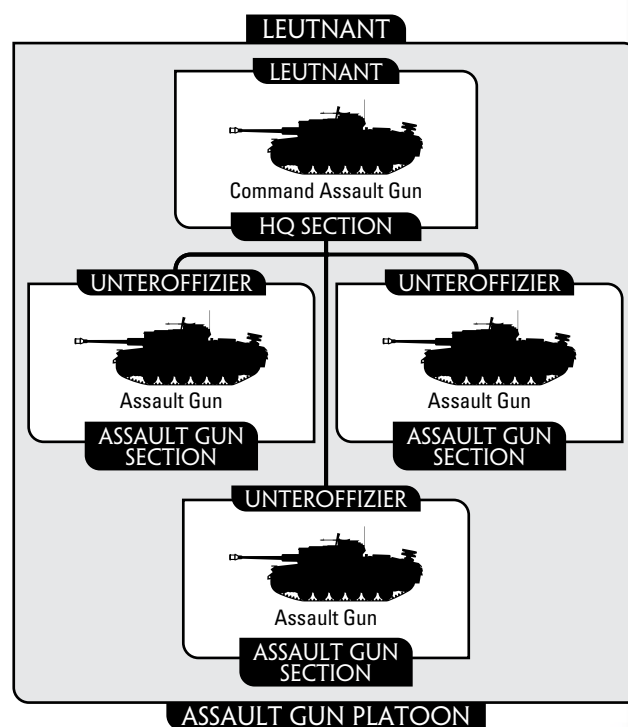 LEUTNANT
LEUTNANT
Command Assault Gun
HQ SECTION
UNTEROFFIZIER
Assault Gun
ASSAULT GUN
SECTION
UNTEROFFIZIER
Assault Gun
ASSAULT GUN
SECTION
UNTEROFFIZIER
Assault Gun
ASSAULT GUN
SECTION
ASSAULT GUN PLATOON